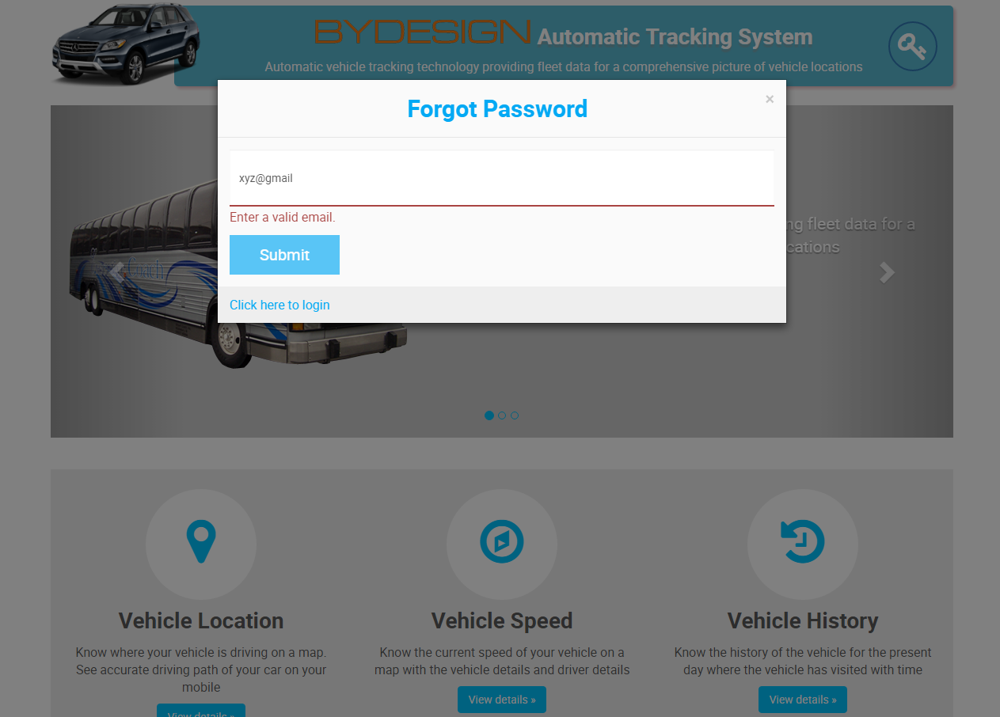 BYDESIGN Automatic Tracking System
Automatic vehicle tracking technology providing fleet data for a comprehensive picture of vehicle locations
Forgot Password
×
xyz@gmail
Enter a valid email.
Submit
Click here to login
ng fleet data for a
cations
Coach
Vehicle Location
Know where your vehicle is driving on a map.
See accurate driving path of your car on your
mobile
View details »
Vehicle Speed
Know the current speed of your vehicle on a
map with the vehicle details and driver details
View details »
Vehicle History
Know the history of the vehicle for the present
day where the vehicle has visited with time
View details »